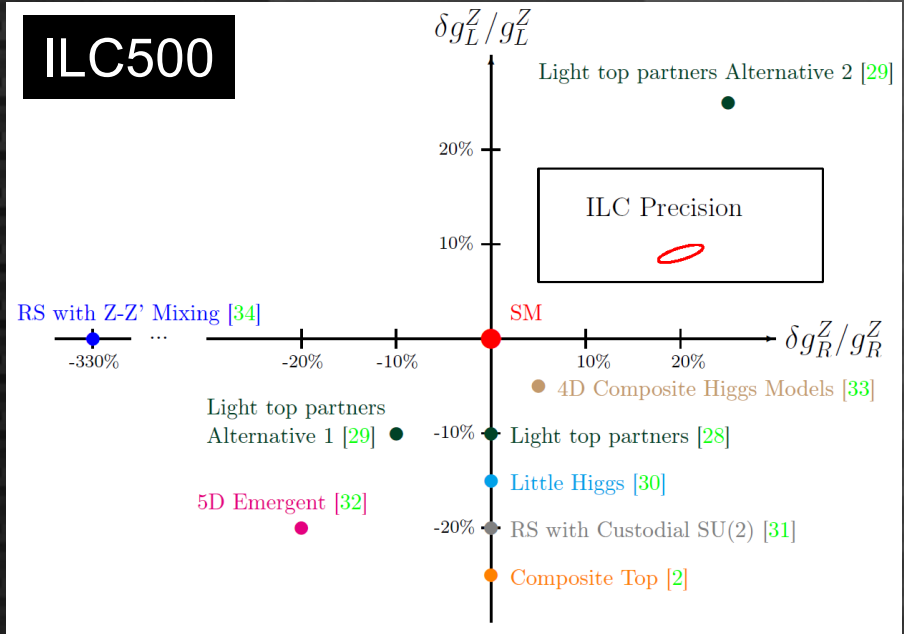 ILC500
δg_L^Z/g_L^Z
Light top partners Alternative 2 [29]
20%
ILC Precision
10%
RS with Z-Z' Mixing [34]
SM
...
δg_R^Z/g_R^Z
-330%
-20%
-10%
10%
20%
4D Composite Higgs Models [33]
Light top partners
Alternative 1 [29]
-10%
Light top partners [28]
Little Higgs [30]
5D Emergent [32]
-20%
RS with Custodial SU(2) [31]
Composite Top [2]